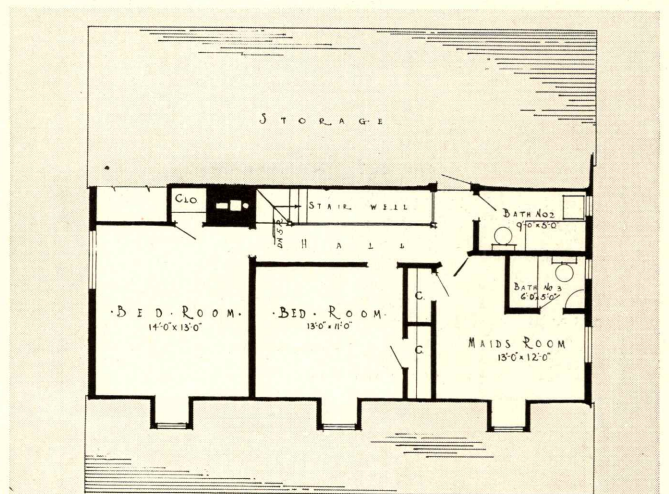 STORAGE
CLO.
STAIR WELL
BATH No 2
9'-0" x 5'-0"
DN. 5 R.
HALL
BATH No 3
6'-0" x 5'-0"
C.
·BED·ROOM·
14'-0" x 13'-0"
·BED·ROOM·
13'-0" x 11'-0"
MAIDS ROOM
13'-0" x 12'-0"
C.